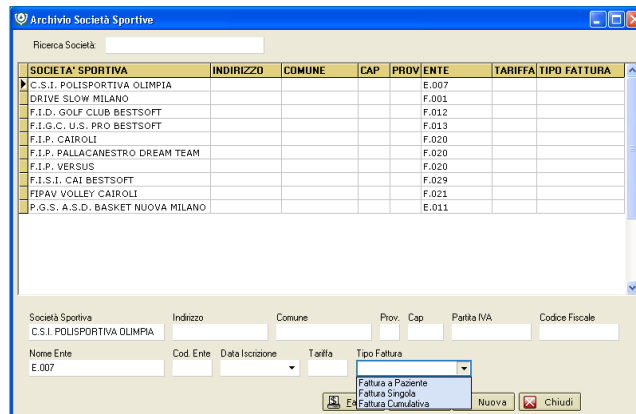 Archivio Società Sportive
Ricerca Società:
SOCIETA' SPORTIVA INDIRIZZO COMUNE CAP PROV ENTE TARIFFA TIPO FATTURA
C.S.I. POLISPORTIVA OLIMPIA E.007
DRIVE SLOW MILANO F.001
F.I.D. GOLF CLUB BESTSOFT F.012
F.I.G.C. U.S. PRO BESTSOFT F.013
F.I.P. CAIROLI F.020
F.I.P. PALLACANESTRO DREAM TEAM F.020
F.I.P. VERSUS F.020
F.I.S.I. CAI BESTSOFT F.029
FIPAV VOLLEY CAIROLI F.021
P.G.S. A.S.D. BASKET NUOVA MILANO E.011
Società Sportiva Indirizzo Comune Prov. Cap Partita IVA Codice Fiscale
C.S.I. POLISPORTIVA OLIMPIA
Nome Ente Cod. Ente Data Iscrizione Tariffa Tipo Fattura
E.007
Fattura a Paziente
Fattura Singola
Fattura Cumulativa
Nuova Chiudi